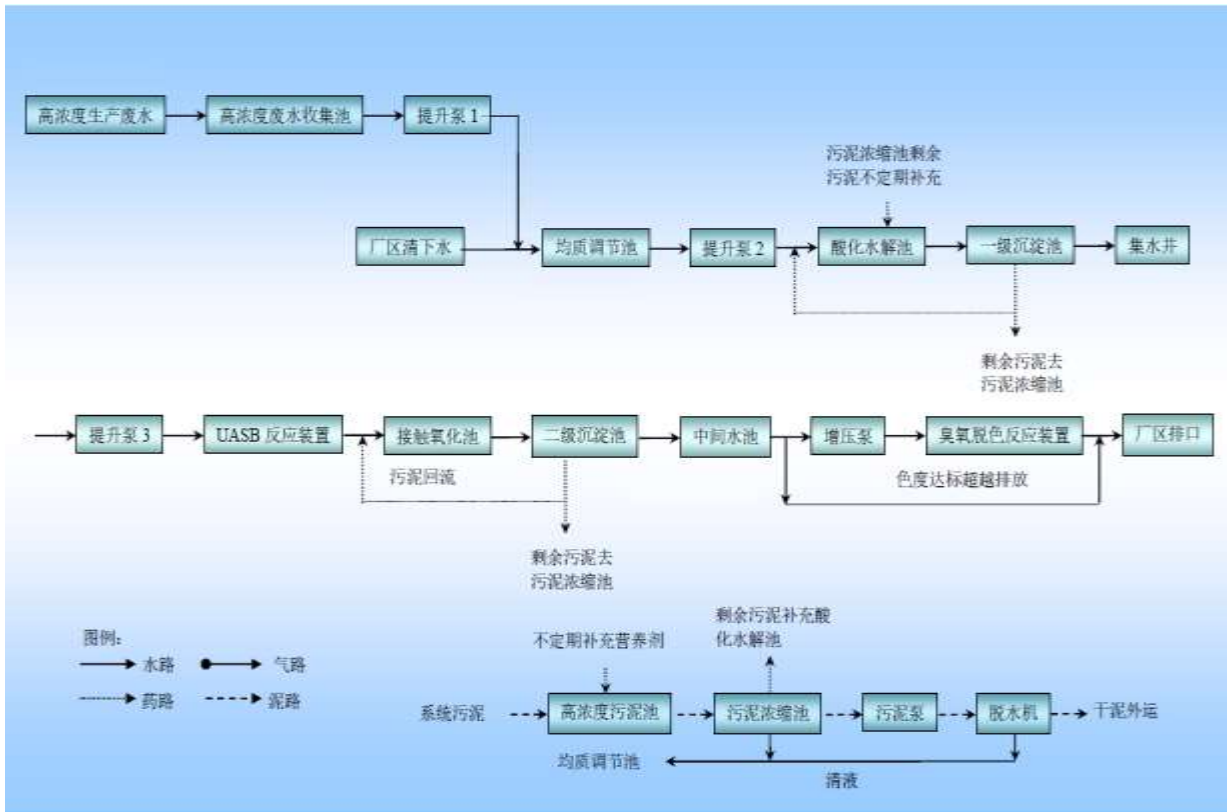 高浓度生产废水
高浓度废水收集池
提升泵 1
污泥浓缩池剩余
污泥不定期补充
厂区清下水
均质调节池
提升泵 2
酸化水解池
一级沉淀池
集水井
剩余污泥去
污泥浓缩池
提升泵 3
UASB 反应装置
接触氧化池
二级沉淀池
中间水池
增压泵
臭氧脱色反应装置
厂区排口
污泥回流
色度达标超越排放
剩余污泥去
污泥浓缩池
图例：
水路
气路
药路
泥路
不定期补充营养剂
剩余污泥补充酸
化水解池
系统污泥
高浓度污泥池
污泥浓缩池
污泥泵
脱水机
干泥外运
均质调节池
清液